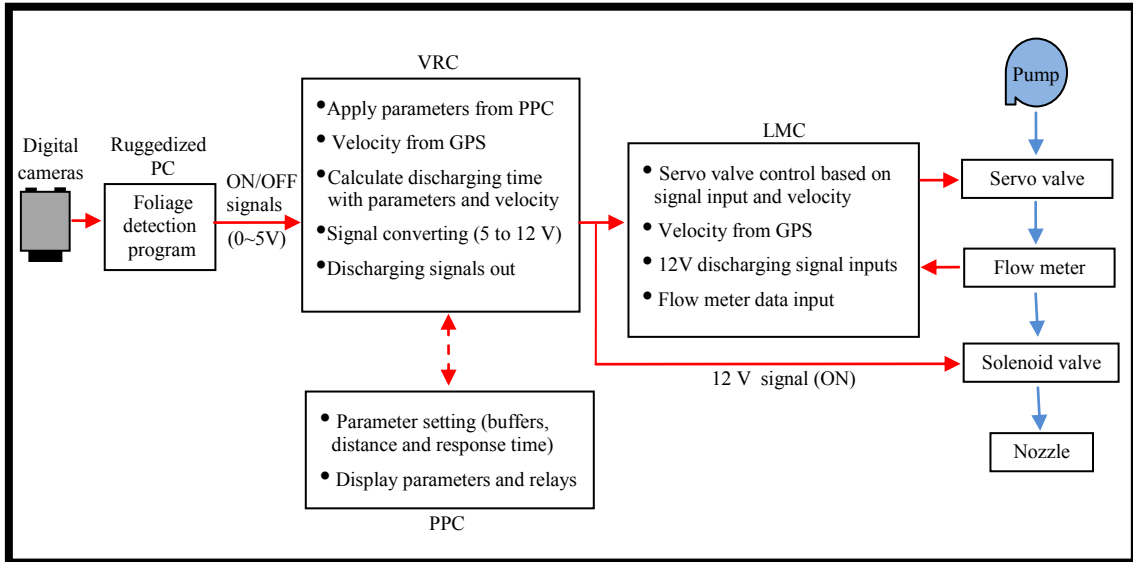 Digital
cameras
Ruggedized
PC
Foliage
detection
program
ON/OFF
signals
(0~5V)
VRC
•Apply parameters from PPC
• Velocity from GPS
•Calculate discharging time
with parameters and velocity
•Signal converting (5 to 12 V)
•Discharging signals out
• Parameter setting (buffers,
distance and response time)
• Display parameters and relays
PPC
LMC
• Servo valve control based on
signal input and velocity
• Velocity from GPS
• 12V discharging signal inputs
• Flow meter data input
12 V signal (ON)
Pump
Servo valve
Flow meter
Solenoid valve
Nozzle